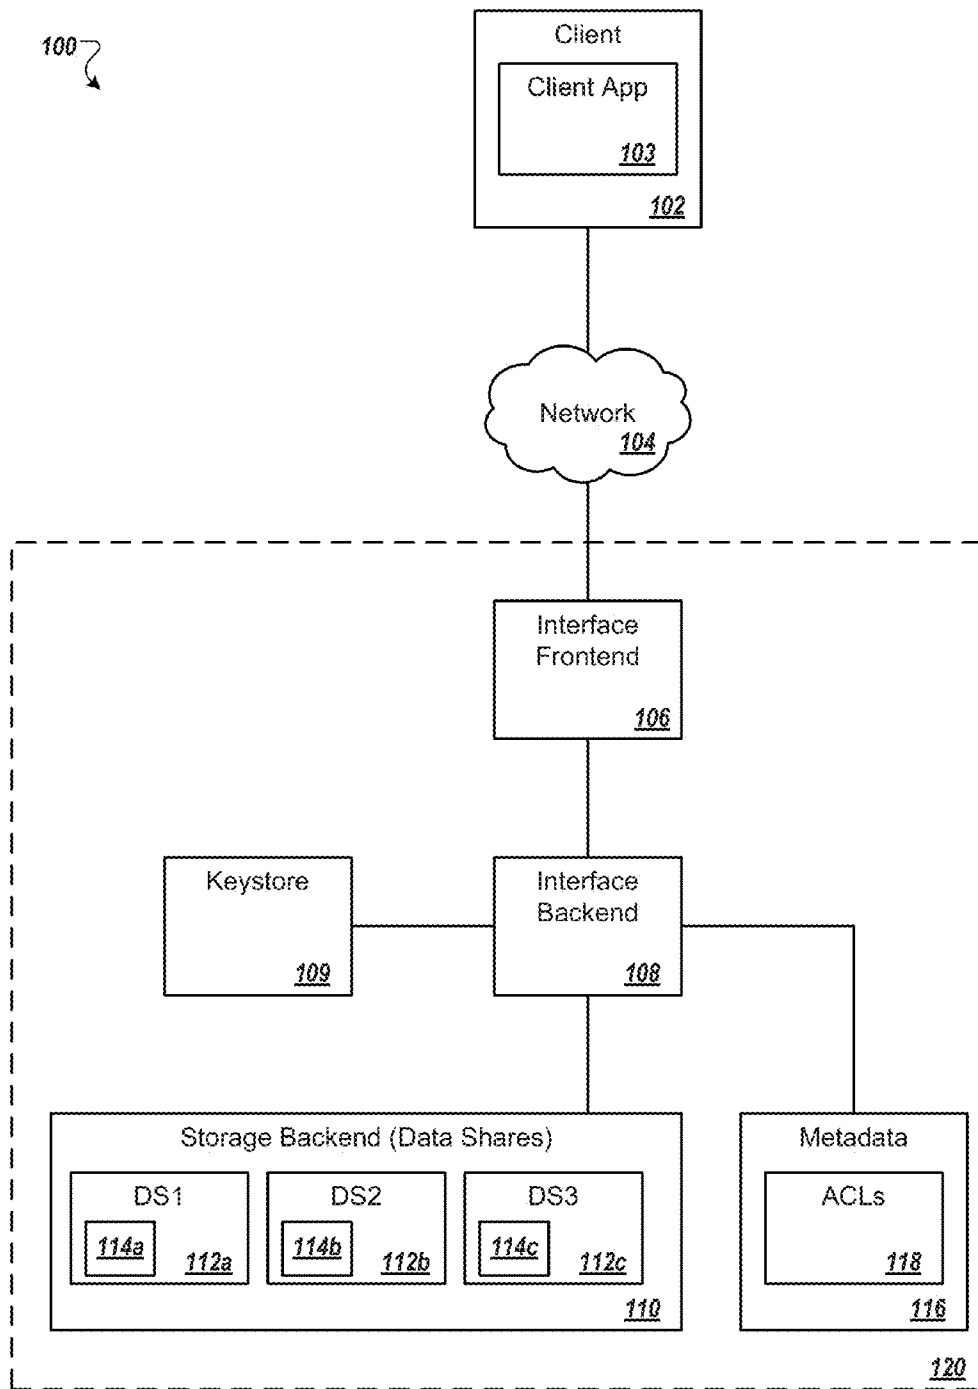 100
Client
Client App
103
102
Network
104
Interface
Frontend
106
Keystore
109
Interface
Backend
108
Storage Backend (Data Shares)
DS1
114a
112a
DS2
114b
112b
DS3
114c
112c
110
Metadata
ACLs
118
116
120